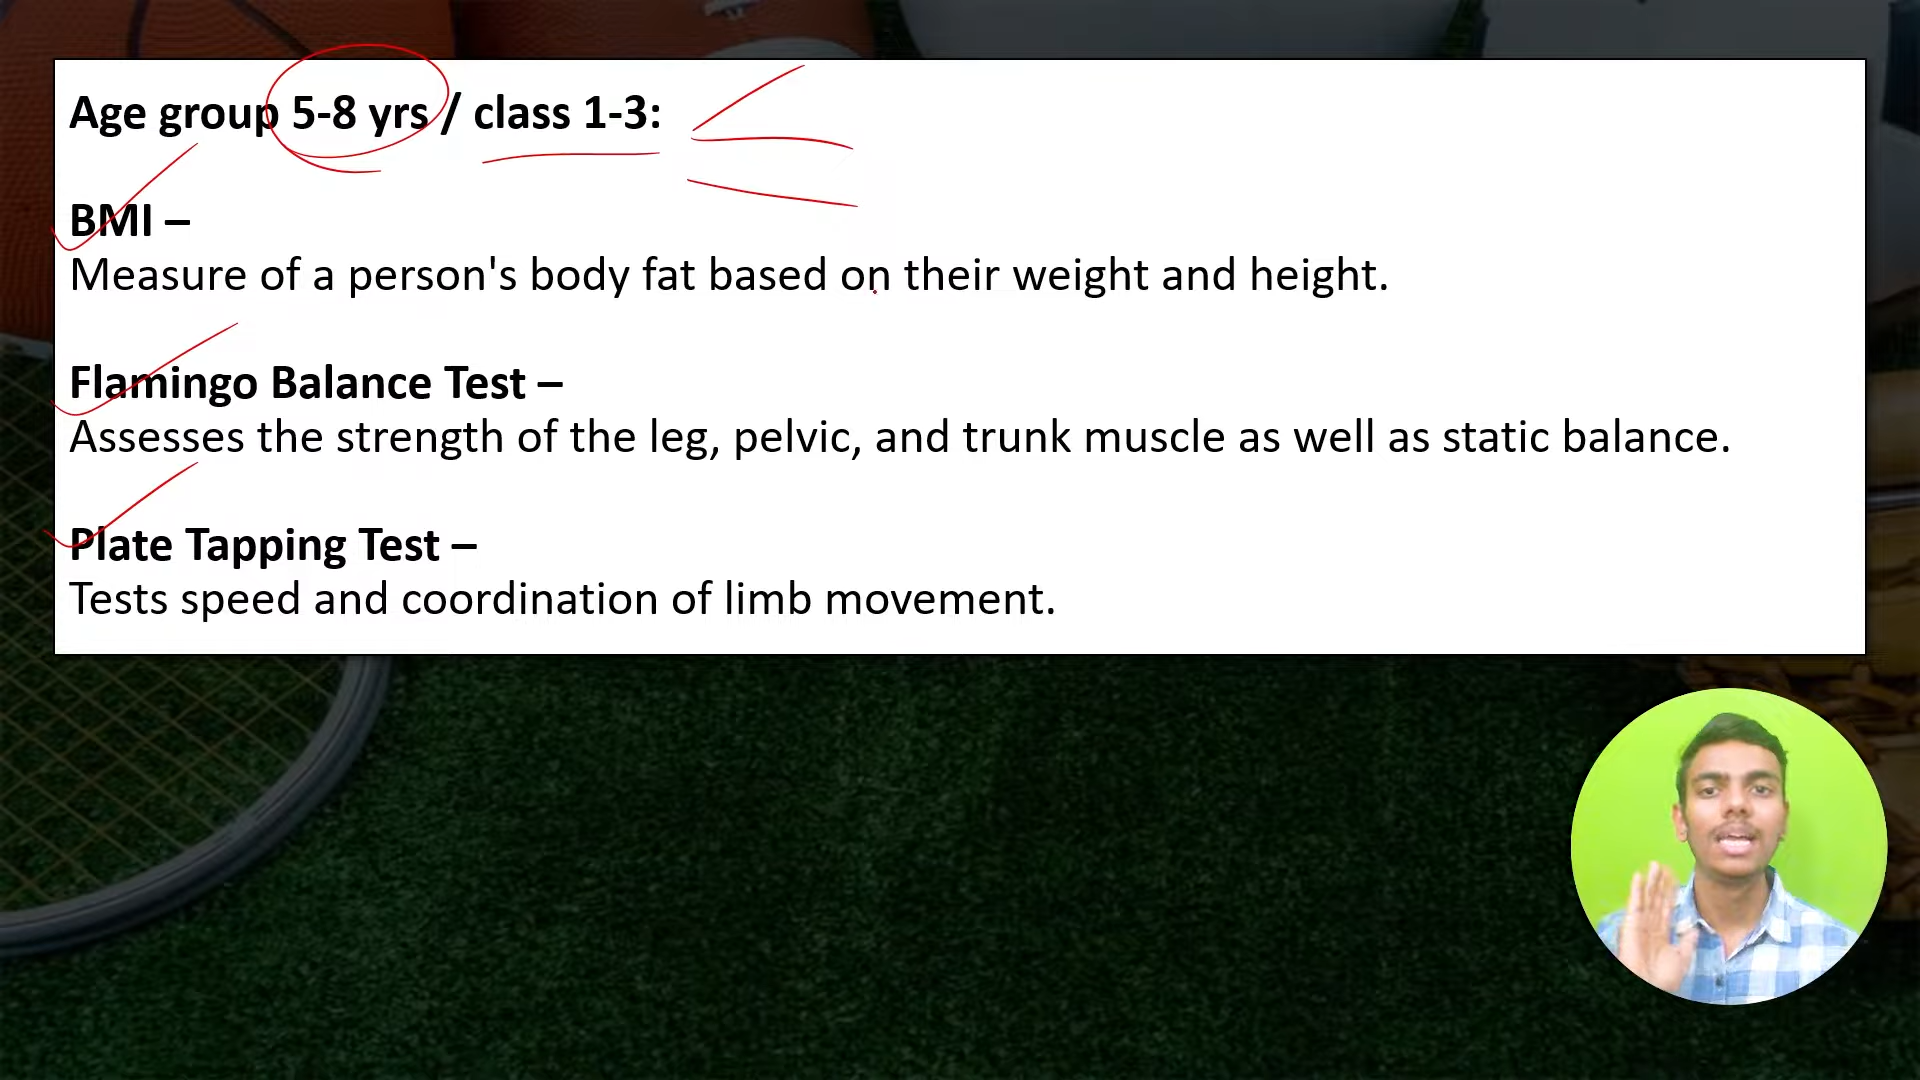 Age group 5-8 yrs / class 1-3:
BMI –
Measure of a person's body fat based on their weight and height.
Flamingo Balance Test –
Assesses the strength of the leg, pelvic, and trunk muscle as well as static balance.
Plate Tapping Test –
Tests speed and coordination of limb movement.